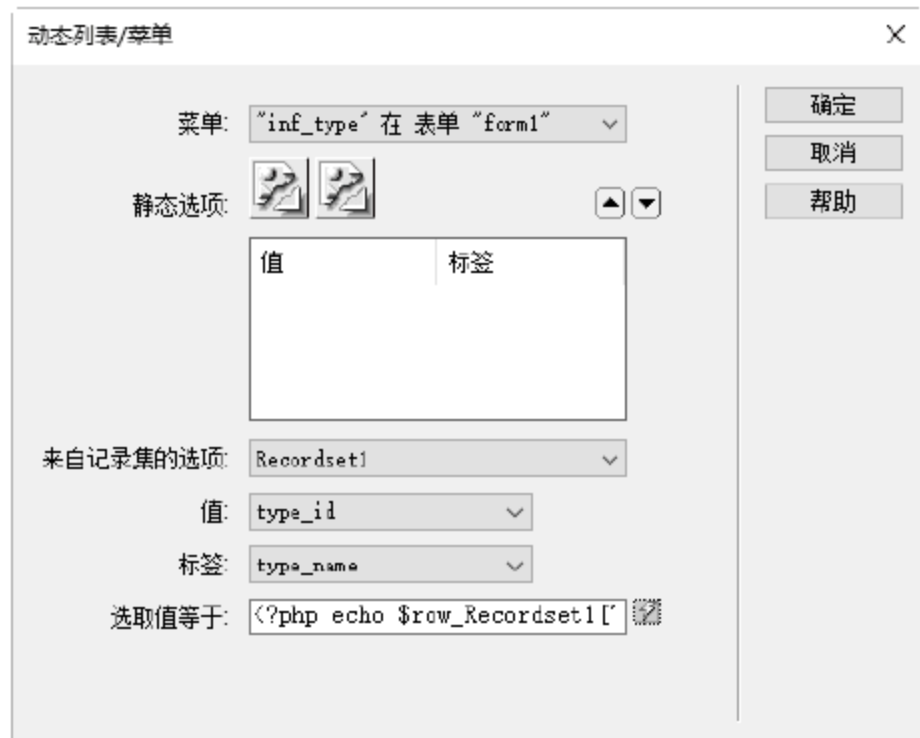 动态列表/菜单
菜单: "inf_type" 在 表单 "form1"
确定
取消
静态选项:
帮助
值 标签
来自记录集的选项: Recordset1
值: type_id
标签: type_name
选取值等于: <?php echo $row_Recordset1['